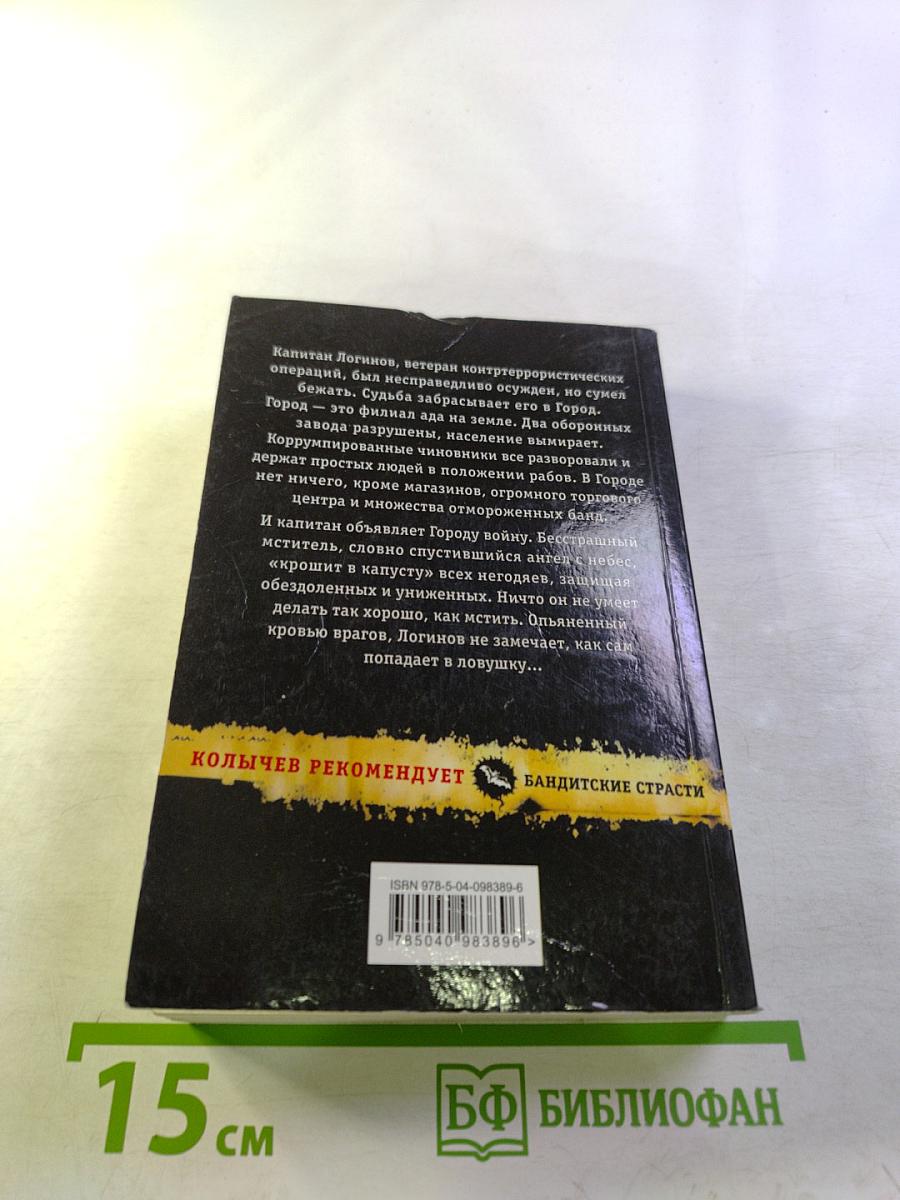 Капитан Логинов, ветеран контртеррористических
операций, был несправедливо осужден, но сумел
бежать. Судьба забрасывает его в Город.
Город — это филиал ада на земле. Два оборонных
завода разрушены, население вымирает.
Коррумпированные чиновники все разворовали и
держат простых людей в положении рабов. В Городе
нет ничего, кроме магазинов, огромного торгового
центра и множества отмороженных банд.
И капитан объявляет Городу войну. Бесстрашный
мститель, словно спустившийся ангел с небес,
«крошит в капусту» всех негодяев, защищая
обездоленных и униженных. Ничто он не умеет
делать так хорошо, как мстить. Опьяненный
кровью врагов, Логинов не замечает, как сам
попадает в ловушку...
КОЛЫЧЕВ РЕКОМЕНДУЕТ БАНДИТСКИЕ СТРАСТИ
ISBN 978-5-04-098389-6
9 785040 983896 >
15 см БФ БИБЛИОФАН